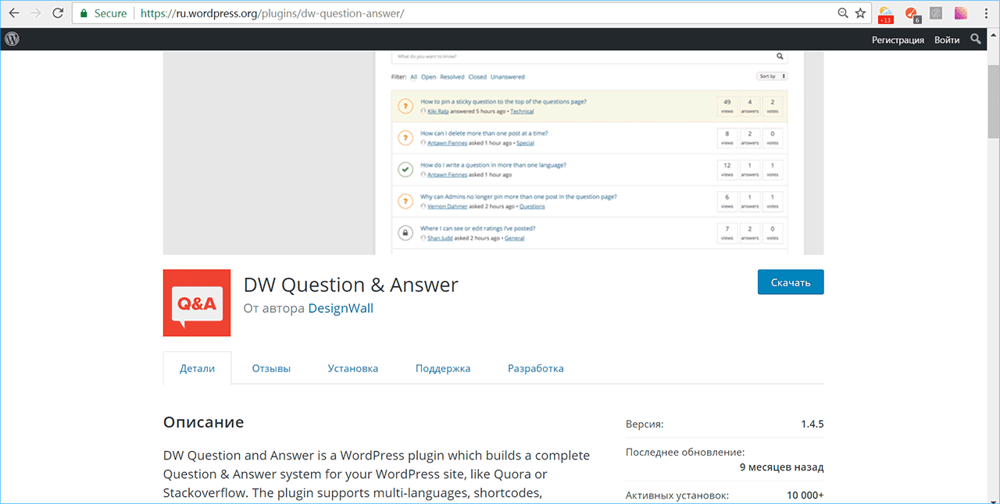 Secure https://ru.wordpress.org/plugins/dw-question-answer/
+13 6
Регистрация Войти
What do you want to know?
Filter: All Open Resolved Closed Unanswered Sort by
? How to pin a sticky question to the top of the questions page? 49 4 2
Kiki Ralp answered 5 hours ago • Technical views answers votes
? How can I delete more than one post at a time? 8 2 0
Antawn Fiennes asked 1 hour ago • Special views answers votes
How do I write a question in more than one language? 12 1 1
Antawn Fiennes asked 1 hour ago views answers votes
? Why can Admins no longer pin more than one post in the question page? 6 1 1
Vernon Dahmer asked 2 hours ago • Questions views answers votes
Where I can see or edit ratings I've posted? 7 2 0
Shan Judd asked 2 hours ago • General views answers votes
Q&A
DW Question & Answer
Скачать
От автора DesignWall
Детали Отзывы Установка Поддержка Разработка
Описание
DW Question and Answer is a WordPress plugin which builds a complete
Question & Answer system for your WordPress site, like Quora or
Stackoverflow. The plugin supports multi-languages, shortcodes,
Версия: 1.4.5
Последнее обновление:
9 месяцев назад
Активных установок: 10 000+